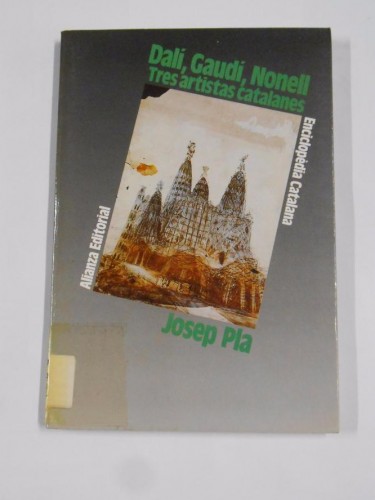 Dalí, Gaudí, Nonell
Tres artistas catalanes
Enciclopèdia Catalana
Alianza Editorial
Josep Pla